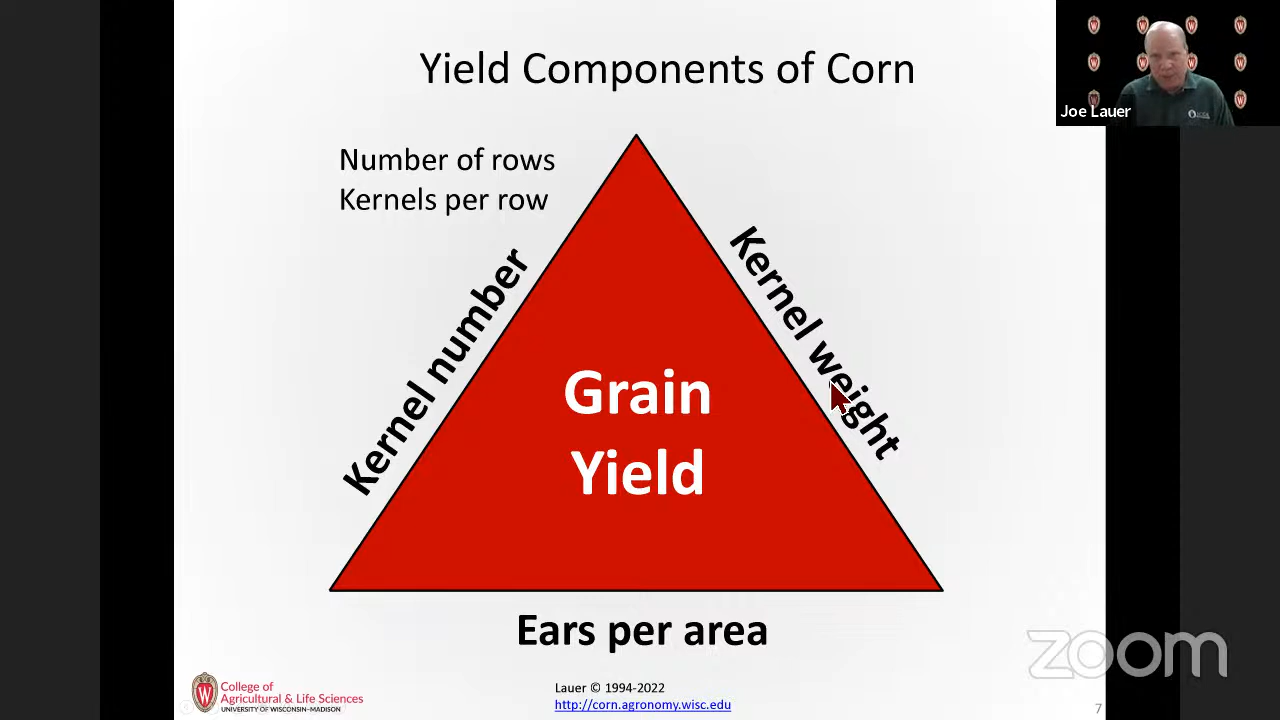 Yield Components of Corn
Joe Lauer
Number of rows
Kernels per row
Kernel number
Kernel weight
Grain
Yield
Ears per area
College of
Agricultural & Life Sciences
UNIVERSITY OF WISCONSIN-MADISON
Lauer © 1994-2022
http://corn.agronomy.wisc.edu
zoom
7